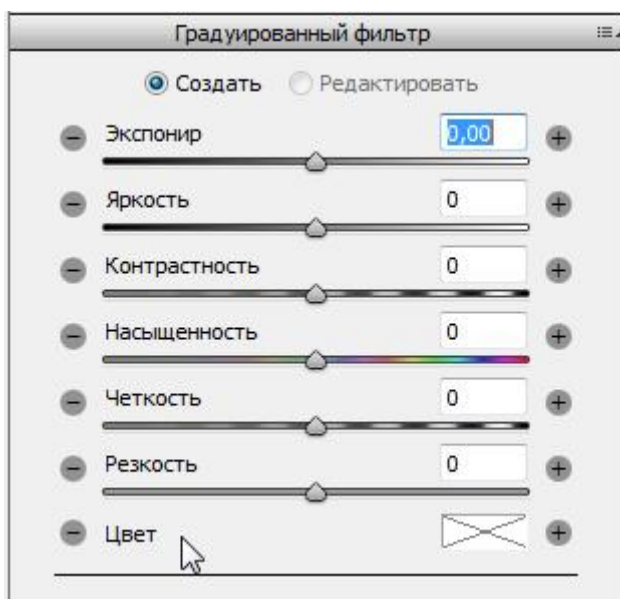 Градуированный фильтр
Создать Редактировать
Экспонир 0,00
Яркость 0
Контрастность 0
Насыщенность 0
Четкость 0
Резкость 0
Цвет